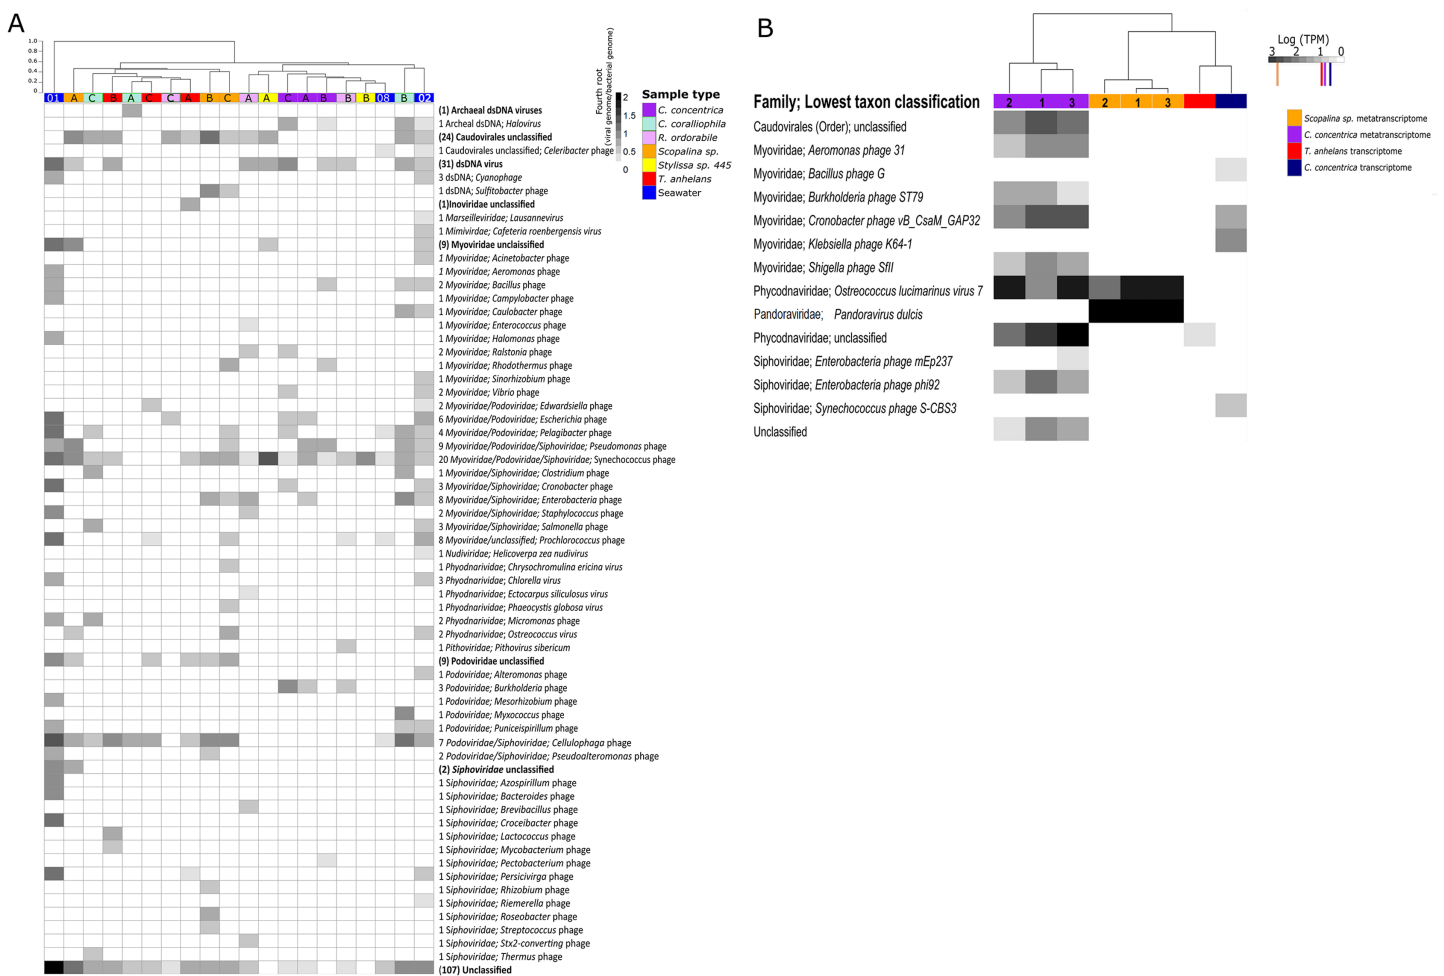 A
1.0
0.8
0.6
0.4
0.2
0
01 A C B A C C A B C A A C A B B B 08 B 02
Fourth root
(viral genome/bacterial genome)
2
1.5
1
0.5
0
Sample type
C. concentrica
C. coralliophila
R. ordorabile
Scopalina sp.
Stylissa sp. 445
T. anhelans
Seawater
(1) Archaeal dsDNA viruses
1 Archeal dsDNA; Halovirus
(24) Caudovirales unclassified
1 Caudovirales unclassified; Celeribacter phage
(31) dsDNA virus
3 dsDNA; Cyanophage
1 dsDNA; Sulfitobacter phage
(1)Inoviridae unclassified
1 Marseilleviridae; Lausannevirus
1 Mimivirdae; Cafeteria roenbergensis virus
(9) Myoviridae unclassified
1 Myoviridae; Acinetobacter phage
1 Myoviridae; Aeromonas phage
2 Myoviridae; Bacillus phage
1 Myoviridae; Campylobacter phage
1 Myoviridae; Caulobacter phage
1 Myoviridae; Enterococcus phage
1 Myoviridae; Halomonas phage
2 Myoviridae; Ralstonia phage
1 Myoviridae; Rhodothermus phage
1 Myoviridae; Sinorhizobium phage
2 Myoviridae; Vibrio phage
2 Myoviridae/Podoviridae; Edwardsiella phage
6 Myoviridae/Podoviridae; Escherichia phage
4 Myoviridae/Podoviridae; Pelagibacter phage
9 Myoviridae/Podoviridae/Siphoviridae; Pseudomonas phage
20 Myoviridae/Podoviridae/Siphoviridae; Synechococcus phage
1 Myoviridae/Siphoviridae; Clostridium phage
3 Myoviridae/Siphoviridae; Cronobacter phage
8 Myoviridae/Siphoviridae; Enterobacteria phage
1 Myoviridae/Siphoviridae; Staphylococcus phage
3 Myoviridae/Siphoviridae; Salmonella phage
8 Myoviridae/unclassified; Prochlorococcus phage
1 Nudiviridae; Helicoverpa zea nudivirus
1 Phyodnarividae; Chrysochromulina ericina virus
3 Phyodnarividae; Chlorella virus
1 Phyodnarividae; Ectocarpus siliculosus virus
1 Phyodnarividae; Phaeocystis globosa virus
2 Phyodnarividae; Micromonas phage
2 Phyodnarividae; Ostreococcus virus
1 Pithoviridae; Pithovirus sibericum
(9) Podoviridae unclassified
1 Podoviridae; Alteromonas phage
3 Podoviridae; Burkholderia phage
1 Podoviridae; Mesorhizobium phage
1 Podoviridae; Myxococcus phage
1 Podoviridae; Puniceispirillum phage
7 Podoviridae/Siphoviridae; Cellulophaga phage
2 Podoviridae/Siphoviridae; Pseudoalteromonas phage
(2) Siphoviridae unclassified
1 Siphoviridae; Azospirillum phage
1 Siphoviridae; Bacteroides phage
1 Siphoviridae; Brevibacillus phage
1 Siphoviridae; Croceibacter phage
1 Siphoviridae; Lactococcus phage
1 Siphoviridae; Mycobacterium phage
1 Siphoviridae; Pectobacterium phage
1 Siphoviridae; Persicivirga phage
1 Siphoviridae; Rhizobium phage
1 Siphoviridae; Riemerella phage
1 Siphoviridae; Roseobacter phage
1 Siphoviridae; Streptococcus phage
1 Siphoviridae; Stx2-converting phage
1 Siphoviridae; Thermus phage
(107) Unclassified
B
Log (TPM)
3 2 1 0
Family; Lowest taxon classification
2 1 3 2 1 3
Caudovirales (Order); unclassified
Myoviridae; Aeromonas phage 31
Myoviridae; Bacillus phage G
Myoviridae; Burkholderia phage ST79
Myoviridae; Cronobacter phage vB_CsaM_GAP32
Myoviridae; Klebsiella phage K64-1
Myoviridae; Shigella phage SfII
Phycodnaviridae; Ostreococcus lucimarinus virus 7
Pandoraviridae; Pandoravirus dulcis
Phycodnaviridae; unclassified
Siphoviridae; Enterobacteria phage mEp237
Siphoviridae; Enterobacteria phage phi92
Siphoviridae; Synechococcus phage S-CBS3
Unclassified
Scopalina sp. metatranscriptome
C. concentrica metatranscriptome
T. anhelans transcriptome
C. concentrica transcriptome